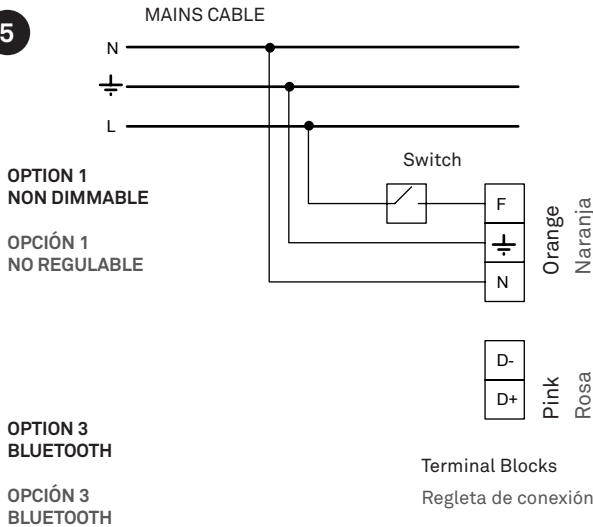 5
MAINS CABLE
N
L
Switch
OPTION 1
NON DIMMABLE
OPCIÓN 1
NO REGULABLE
F
N
Orange
Naranja
D-
D+
Pink
Rosa
OPTION 3
BLUETOOTH
OPCIÓN 3
BLUETOOTH
Terminal Blocks
Regleta de conexión